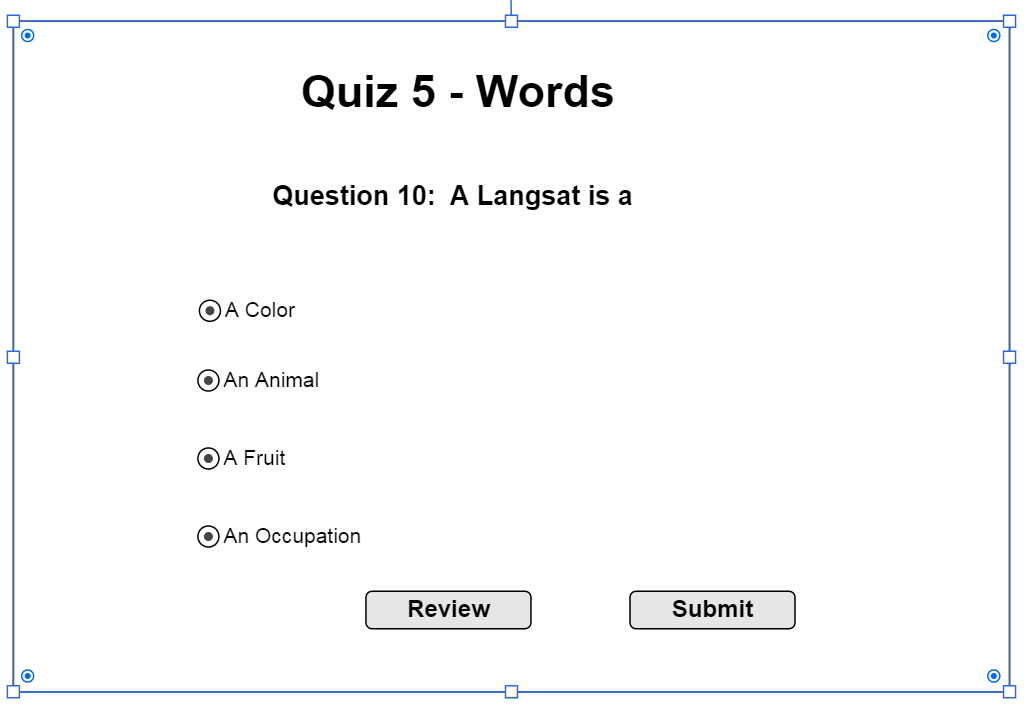 Quiz 5 - Words
Question 10:  A Langsat is a
A Color
An Animal
A Fruit
An Occupation
Review
Submit